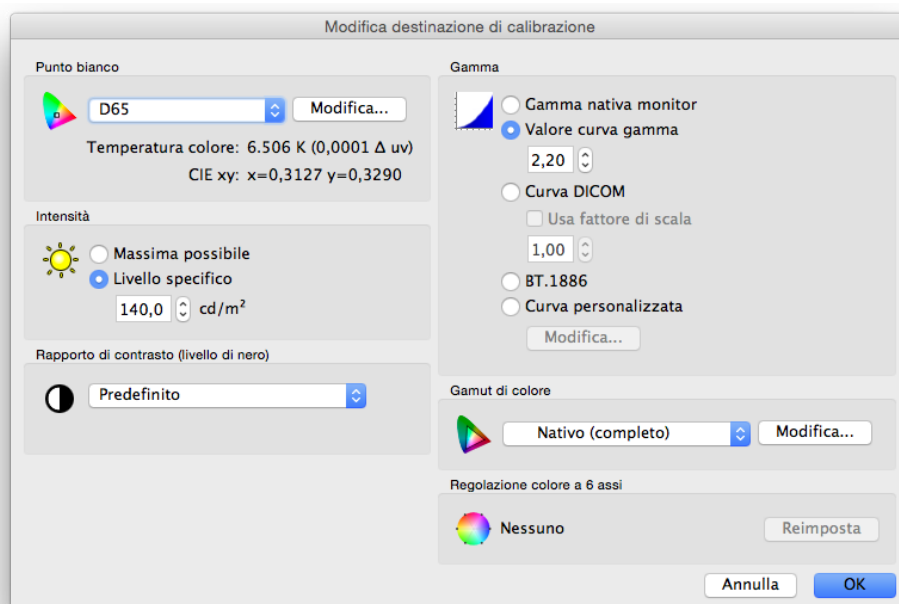 Modifica destinazione di calibrazione
Punto bianco
D65
Modifica...
Temperatura colore: 6.506 K (0,0001 Δ uv)
CIE xy: x=0,3127 y=0,3290
Intensità
Massima possibile
Livello specifico
140,0 cd/m²
Rapporto di contrasto (livello di nero)
Predefinito
Gamma
Gamma nativa monitor
Valore curva gamma
2,20
Curva DICOM
Usa fattore di scala
1,00
BT.1886
Curva personalizzata
Modifica...
Gamut di colore
Nativo (completo)
Modifica...
Regolazione colore a 6 assi
Nessuno
Reimposta
Annulla
OK